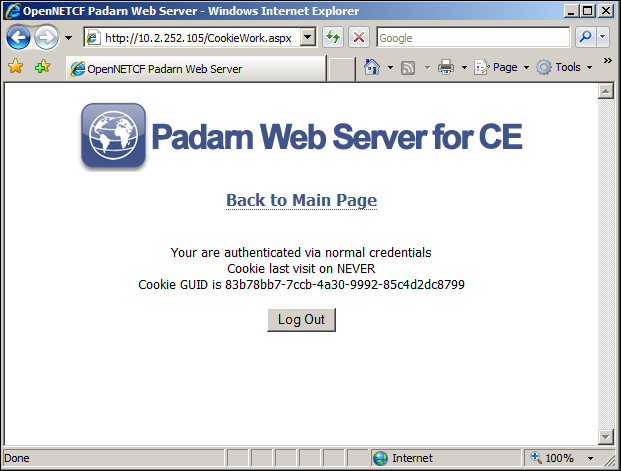 OpenNETCF Padarn Web Server - Windows Internet Explorer
http://10.2.252.105/CookieWork.aspx
Google
OpenNETCF Padarn Web Server
Page
Tools
Padarn Web Server for CE
Back to Main Page
Your are authenticated via normal credentials
Cookie last visit on NEVER
Cookie GUID is 83b78bb7-7ccb-4a30-9992-85c4d2dc8799
Log Out
Done
Internet
100%